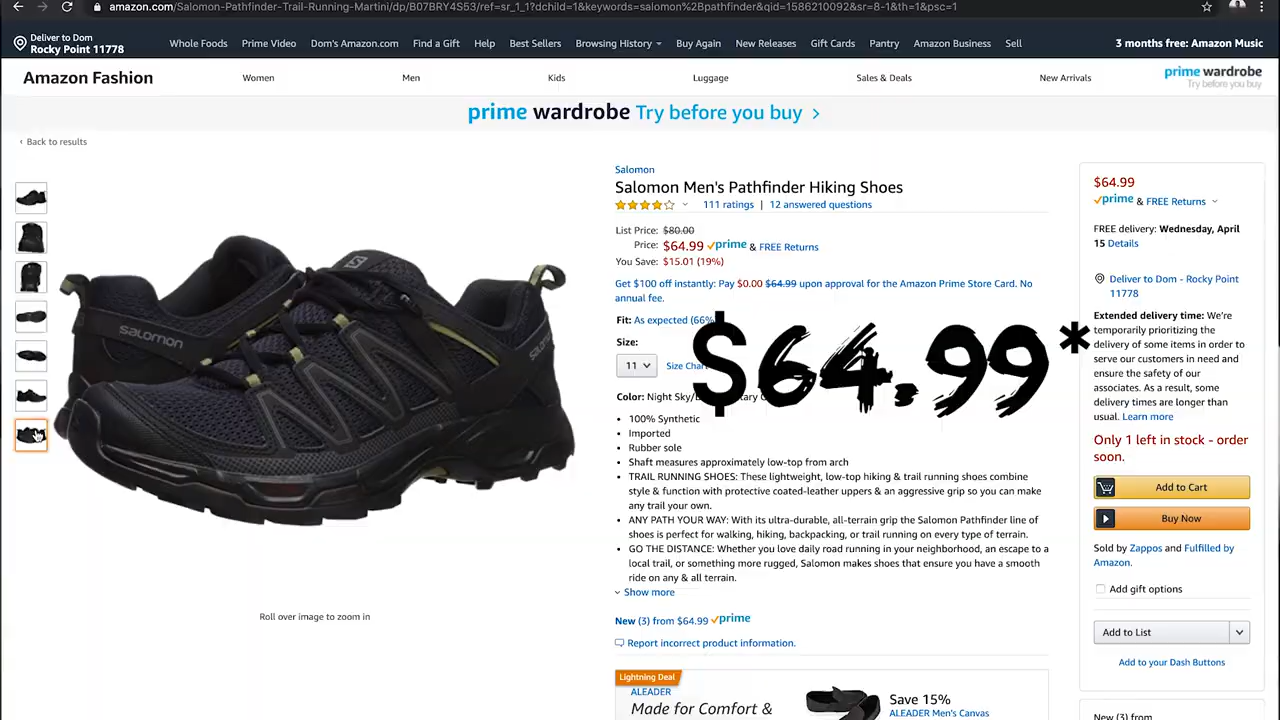 amazon.com/Salomon-Pathfinder-Trail-Running-Martini/dp/B07BRY4S53/ref=sr_1_1?dchild=1&keywords=salomon%2Bpathfinder&qid=1586210092&sr=8-1&th=1&psc=1
Deliver to Dom
Rocky Point 11778
Whole Foods Prime Video Dom's Amazon.com Find a Gift Help Best Sellers Browsing History Buy Again New Releases Gift Cards Pantry Amazon Business Sell
3 months free: Amazon Music
Amazon Fashion Women Men Kids Luggage Sales & Deals New Arrivals
prime wardrobe
Try before you buy
prime wardrobe Try before you buy >
‹ Back to results
Salomon
Salomon Men's Pathfinder Hiking Shoes
111 ratings | 12 answered questions
List Price: $80.00
Price: $64.99 prime & FREE Returns
You Save: $15.01 (19%)
Get $100 off instantly: Pay $0.00 $64.99 upon approval for the Amazon Prime Store Card. No
annual fee.
Fit: As expected (66%
$64.99*
Size:
11 Size Chart
Color: Night Sky/
• 100% Synthetic
• Imported
• Rubber sole
• Shaft measures approximately low-top from arch
• TRAIL RUNNING SHOES: These lightweight, low-top hiking & trail running shoes combine
style & function with protective coated-leather uppers & an aggressive grip so you can make
any trail your own.
• ANY PATH YOUR WAY: With its ultra-durable, all-terrain grip the Salomon Pathfinder line of
shoes is perfect for walking, hiking, backpacking, or trail running on every type of terrain.
• GO THE DISTANCE: Whether you love daily road running in your neighborhood, an escape to a
local trail, or something more rugged, Salomon makes shoes that ensure you have a smooth
ride on any & all terrain.
Show more
New (3) from $64.99 prime
Report incorrect product information.
Lightning Deal
ALEADER
Made for Comfort &
Save 15%
ALEADER Men's Canvas
salomon
salomon
S
Roll over image to zoom in
$64.99
prime & FREE Returns
FREE delivery: Wednesday, April
15 Details
Deliver to Dom - Rocky Point
11778
Extended delivery time: We're
temporarily prioritizing the
delivery of some items in order to
serve our customers in need and
ensure the safety of our
associates. As a result, some
delivery times are longer than
usual. Learn more
Only 1 left in stock - order
soon.
Add to Cart
Buy Now
Sold by Zappos and Fulfilled by
Amazon.
Add gift options
Add to List
Add to your Dash Buttons
New (3) from